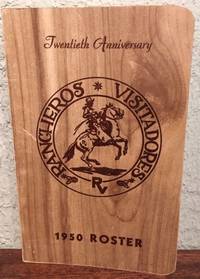 Twentieth Anniversary
RANCHEROS VISITADORES
RV
1950 ROSTER